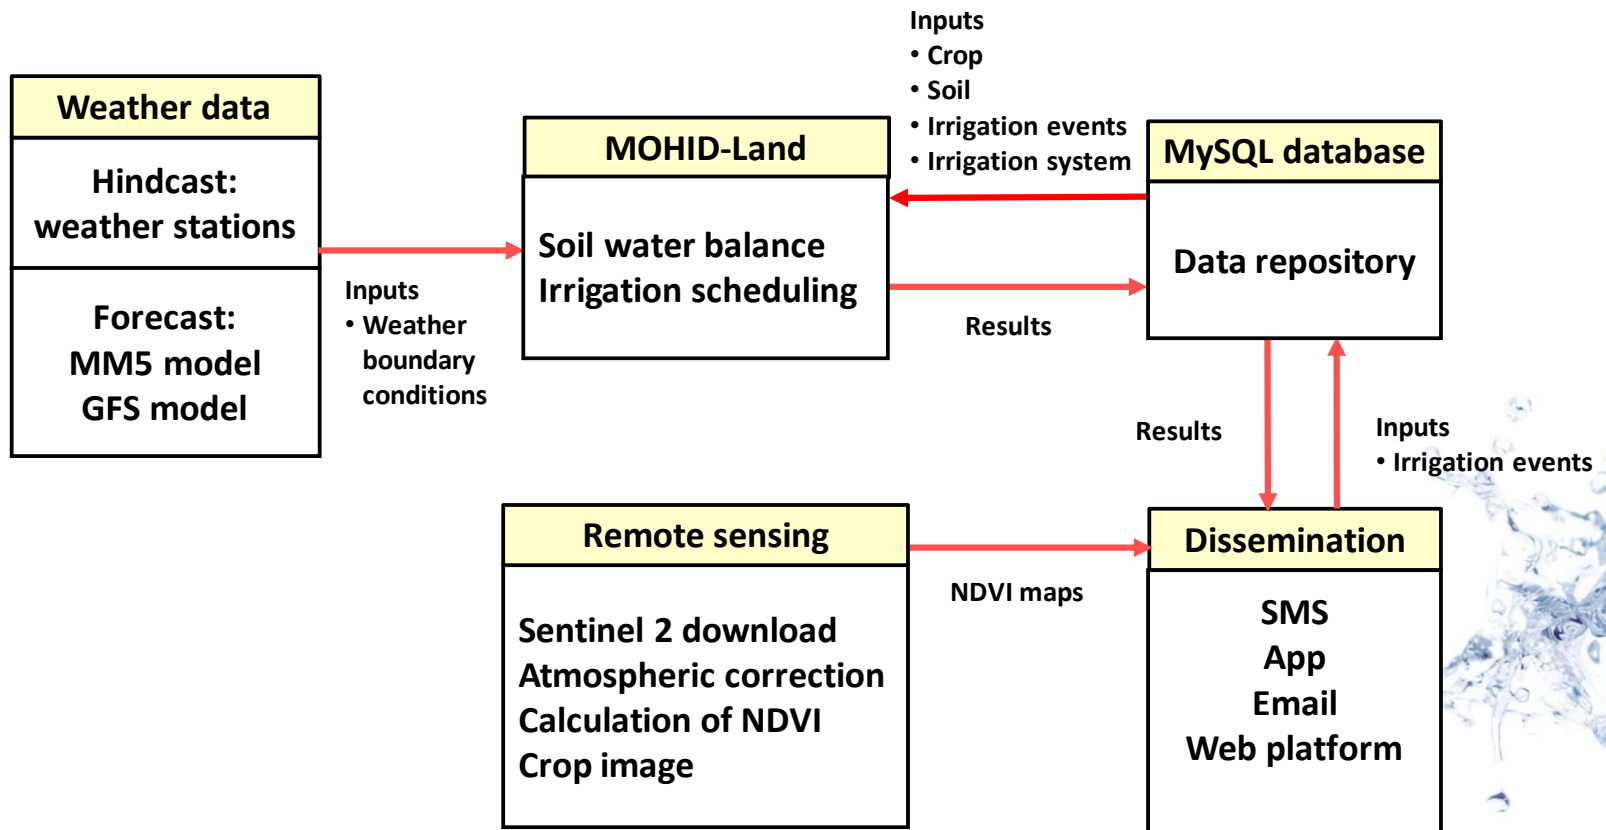 Weather data
Hindcast:
weather stations
Forecast:
MM5 model
GFS model
Inputs
• Weather
boundary
conditions
MOHID-Land
Soil water balance
Irrigation scheduling
Inputs
• Crop
• Soil
• Irrigation events
• Irrigation system
Results
MySQL database
Data repository
Results
Inputs
• Irrigation events
Remote sensing
Sentinel 2 download
Atmospheric correction
Calculation of NDVI
Crop image
NDVI maps
Dissemination
SMS
App
Email
Web platform